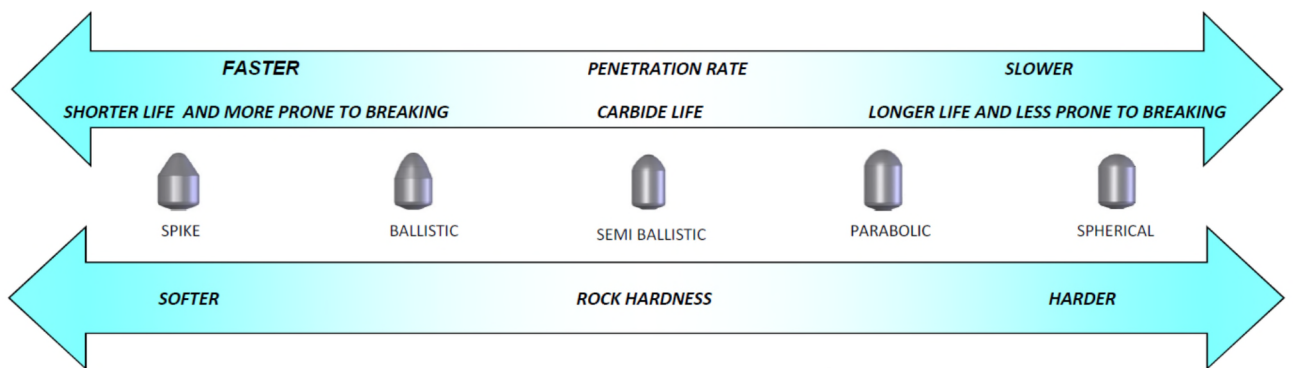 FASTER PENETRATION RATE SLOWER
SHORTER LIFE AND MORE PRONE TO BREAKING CARBIDE LIFE LONGER LIFE AND LESS PRONE TO BREAKING
SPIKE BALLISTIC SEMI BALLISTIC PARABOLIC SPHERICAL
SOFTER ROCK HARDNESS HARDER